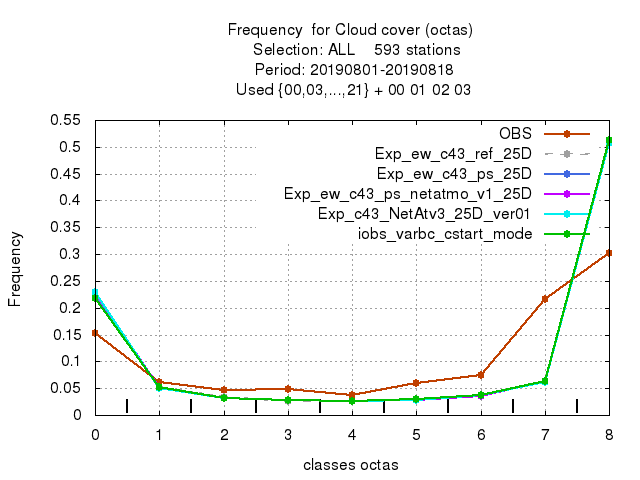 Frequency  for Cloud cover (octas)
Selection: ALL    593 stations
Period: 20190801-20190818
Used {00,03,...,21} + 00 01 02 03
0.55
0.5
0.45
0.4
0.35
0.3
0.25
0.2
0.15
0.1
0.05
0
Frequency
OBS
Exp_ew_c43_ref_25D
Exp_ew_c43_ps_25D
Exp_ew_c43_ps_netatmo_v1_25D
Exp_c43_NetAtv3_25D_ver01
iobs_varbc_cstart_mode
0 1 2 3 4 5 6 7 8
classes octas